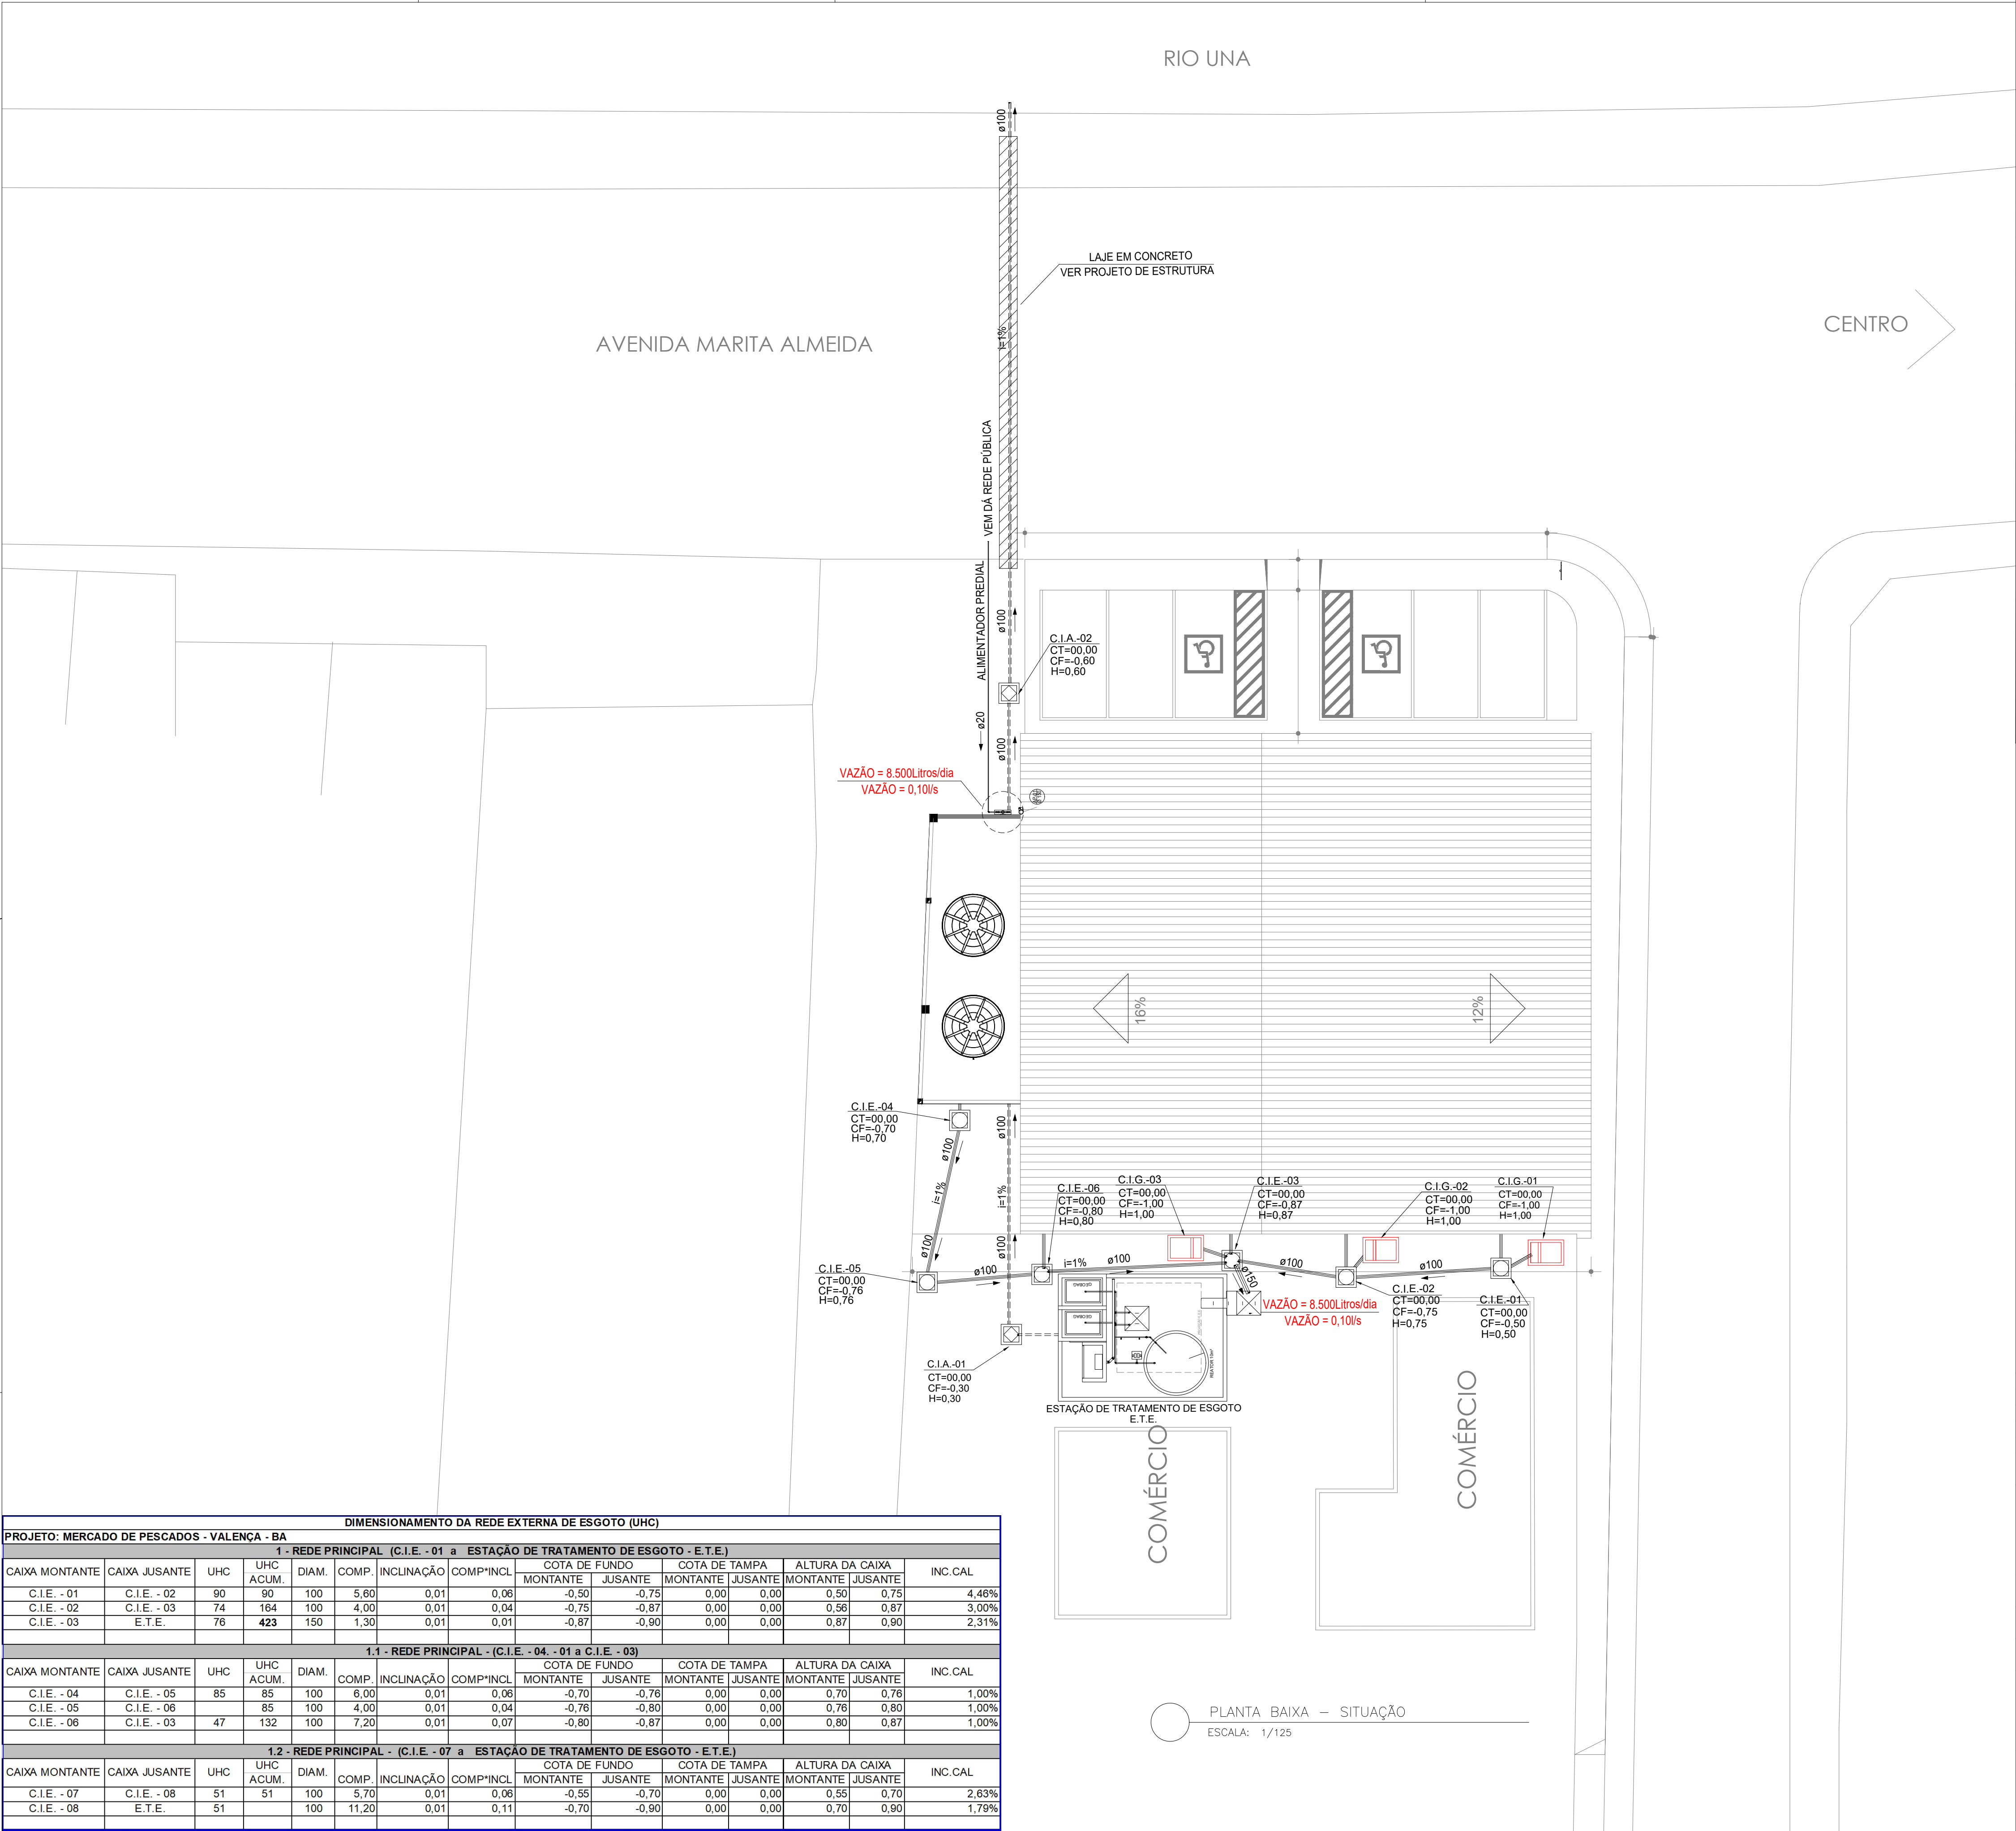 RIO UNA
ø100
LAJE EM CONCRETO
VER PROJETO DE ESTRUTURA
i=1%
AVENIDA MARITA ALMEIDA
CENTRO
VEM DÁ REDE PÚBLICA
ALIMENTADOR PREDIAL
ø20
ø100
C.I.A.-02
CT=00,00
CF=-0,60
H=0,60
ø100
VAZÃO = 8.500Litros/dia
VAZÃO = 0,10l/s
16%
12%
C.I.E.-04
CT=00,00
CF=-0,70
H=0,70
ø100
i=1%
ø100
ø100
i=1%
ø100
C.I.E.-06
CT=00,00
CF=-0,80
H=0,80
C.I.G.-03
CT=00,00
CF=-1,00
H=1,00
C.I.E.-03
CT=00,00
CF=-0,87
H=0,87
C.I.G.-02
CT=00,00
CF=-1,00
H=1,00
C.I.G.-01
CT=00,00
CF=-1,00
H=1,00
C.I.E.-05
CT=00,00
CF=-0,76
H=0,76
ø100
i=1%
ø100
ø100
ø100
ø150
C.I.E.-02
CT=00,00
CF=-0,75
H=0,75
C.I.E.-01
CT=00,00
CF=-0,50
H=0,50
VAZÃO = 8.500Litros/dia
VAZÃO = 0,10l/s
GEOBAG
GEOBAG
REATOR 10m³
C.I.A.-01
CT=00,00
CF=-0,30
H=0,30
ESTAÇÃO DE TRATAMENTO DE ESGOTO
E.T.E.
COMÉRCIO
COMÉRCIO
DIMENSIONAMENTO DA REDE EXTERNA DE ESGOTO (UHC)
PROJETO: MERCADO DE PESCADOS - VALENÇA - BA
1 - REDE PRINCIPAL (C.I.E. - 01 a ESTAÇÃO DE TRATAMENTO DE ESGOTO - E.T.E.)
CAIXA MONTANTE CAIXA JUSANTE UHC UHC ACUM. DIAM. COMP. INCLINAÇÃO COMP*INCL COTA DE FUNDO COTA DE TAMPA ALTURA DA CAIXA INC.CAL
MONTANTE JUSANTE MONTANTE JUSANTE MONTANTE JUSANTE
C.I.E. - 01 C.I.E. - 02 90 90 100 5,60 0,01 0,06 -0,50 -0,75 0,00 0,00 0,50 0,75 4,46%
C.I.E. - 02 C.I.E. - 03 74 164 100 4,00 0,01 0,04 -0,75 -0,87 0,00 0,00 0,56 0,87 3,00%
C.I.E. - 03 E.T.E. 76 423 150 1,30 0,01 0,01 -0,87 -0,90 0,00 0,00 0,87 0,90 2,31%
1.1 - REDE PRINCIPAL - (C.I.E. - 04. - 01 a C.I.E. - 03)
CAIXA MONTANTE CAIXA JUSANTE UHC UHC ACUM. DIAM. COMP. INCLINAÇÃO COMP*INCL COTA DE FUNDO COTA DE TAMPA ALTURA DA CAIXA INC.CAL
MONTANTE JUSANTE MONTANTE JUSANTE MONTANTE JUSANTE
C.I.E. - 04 C.I.E. - 05 85 85 100 6,00 0,01 0,06 -0,70 -0,76 0,00 0,00 0,70 0,76 1,00%
C.I.E. - 05 C.I.E. - 06 85 100 4,00 0,01 0,04 -0,76 -0,80 0,00 0,00 0,76 0,80 1,00%
C.I.E. - 06 C.I.E. - 03 47 132 100 7,20 0,01 0,07 -0,80 -0,87 0,00 0,00 0,80 0,87 1,00%
1.2 - REDE PRINCIPAL - (C.I.E. - 07 a ESTAÇÃO DE TRATAMENTO DE ESGOTO - E.T.E.)
CAIXA MONTANTE CAIXA JUSANTE UHC UHC ACUM. DIAM. COMP. INCLINAÇÃO COMP*INCL COTA DE FUNDO COTA DE TAMPA ALTURA DA CAIXA INC.CAL
MONTANTE JUSANTE MONTANTE JUSANTE MONTANTE JUSANTE
C.I.E. - 07 C.I.E. - 08 51 51 100 5,70 0,01 0,06 -0,55 -0,70 0,00 0,00 0,55 0,70 2,63%
C.I.E. - 08 E.T.E. 51 100 11,20 0,01 0,11 -0,70 -0,90 0,00 0,00 0,70 0,90 1,79%
PLANTA BAIXA – SITUAÇÃO
ESCALA: 1/125